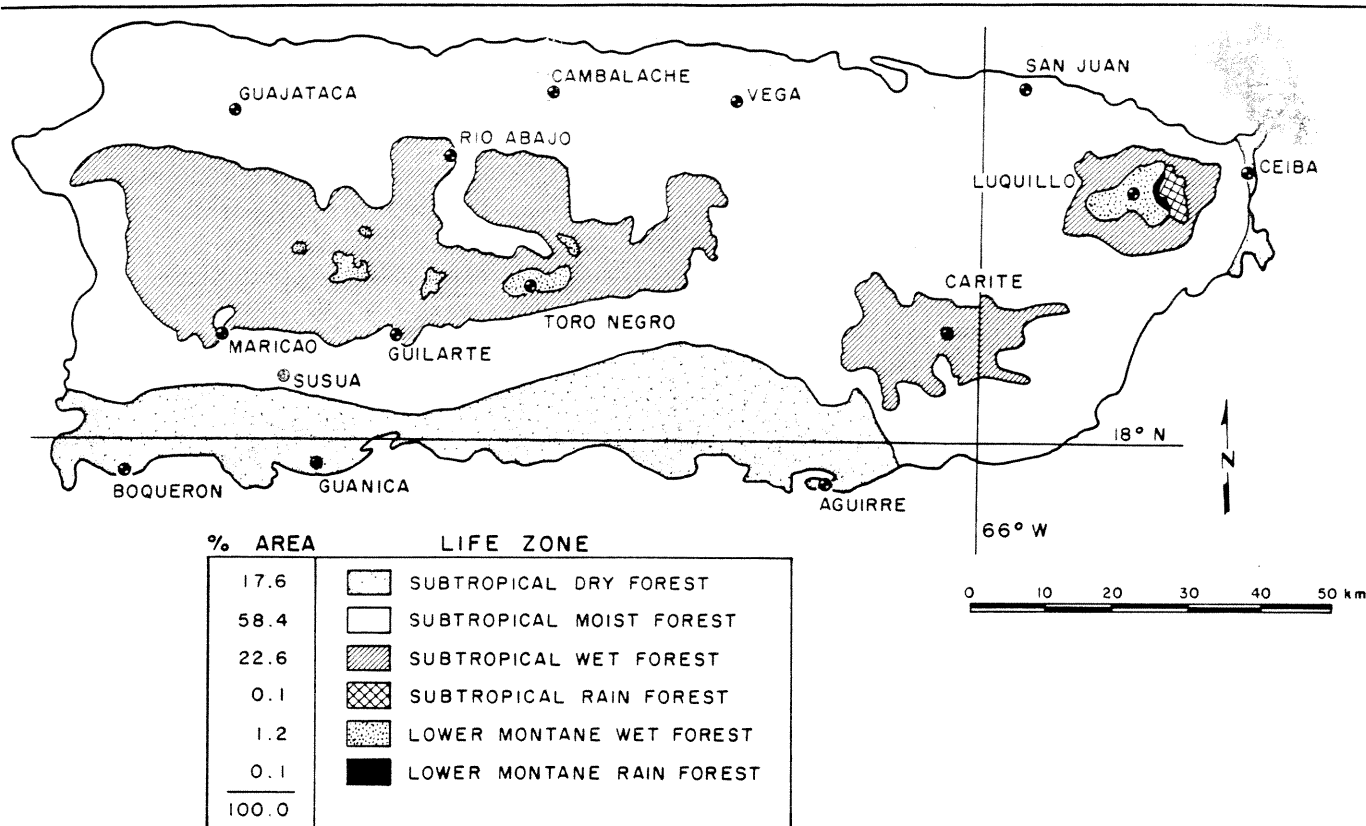 SAN JUAN
CAMBALACHE
GUAJATACA
VEGA
RIO ABAJO
CEIBA
LUQUILLO
CARITE
TORO NEGRO
MARICAO
GUILARTE
SUSUA
18° N
N
BOQUERON
GUANICA
AGUIRRE
66° W
% AREA LIFE ZONE
17.6 SUBTROPICAL DRY FOREST
58.4 SUBTROPICAL MOIST FOREST
22.6 SUBTROPICAL WET FOREST
0.1 SUBTROPICAL RAIN FOREST
1.2 LOWER MONTANE WET FOREST
0.1 LOWER MONTANE RAIN FOREST
100.0
0 10 20 30 40 50 km